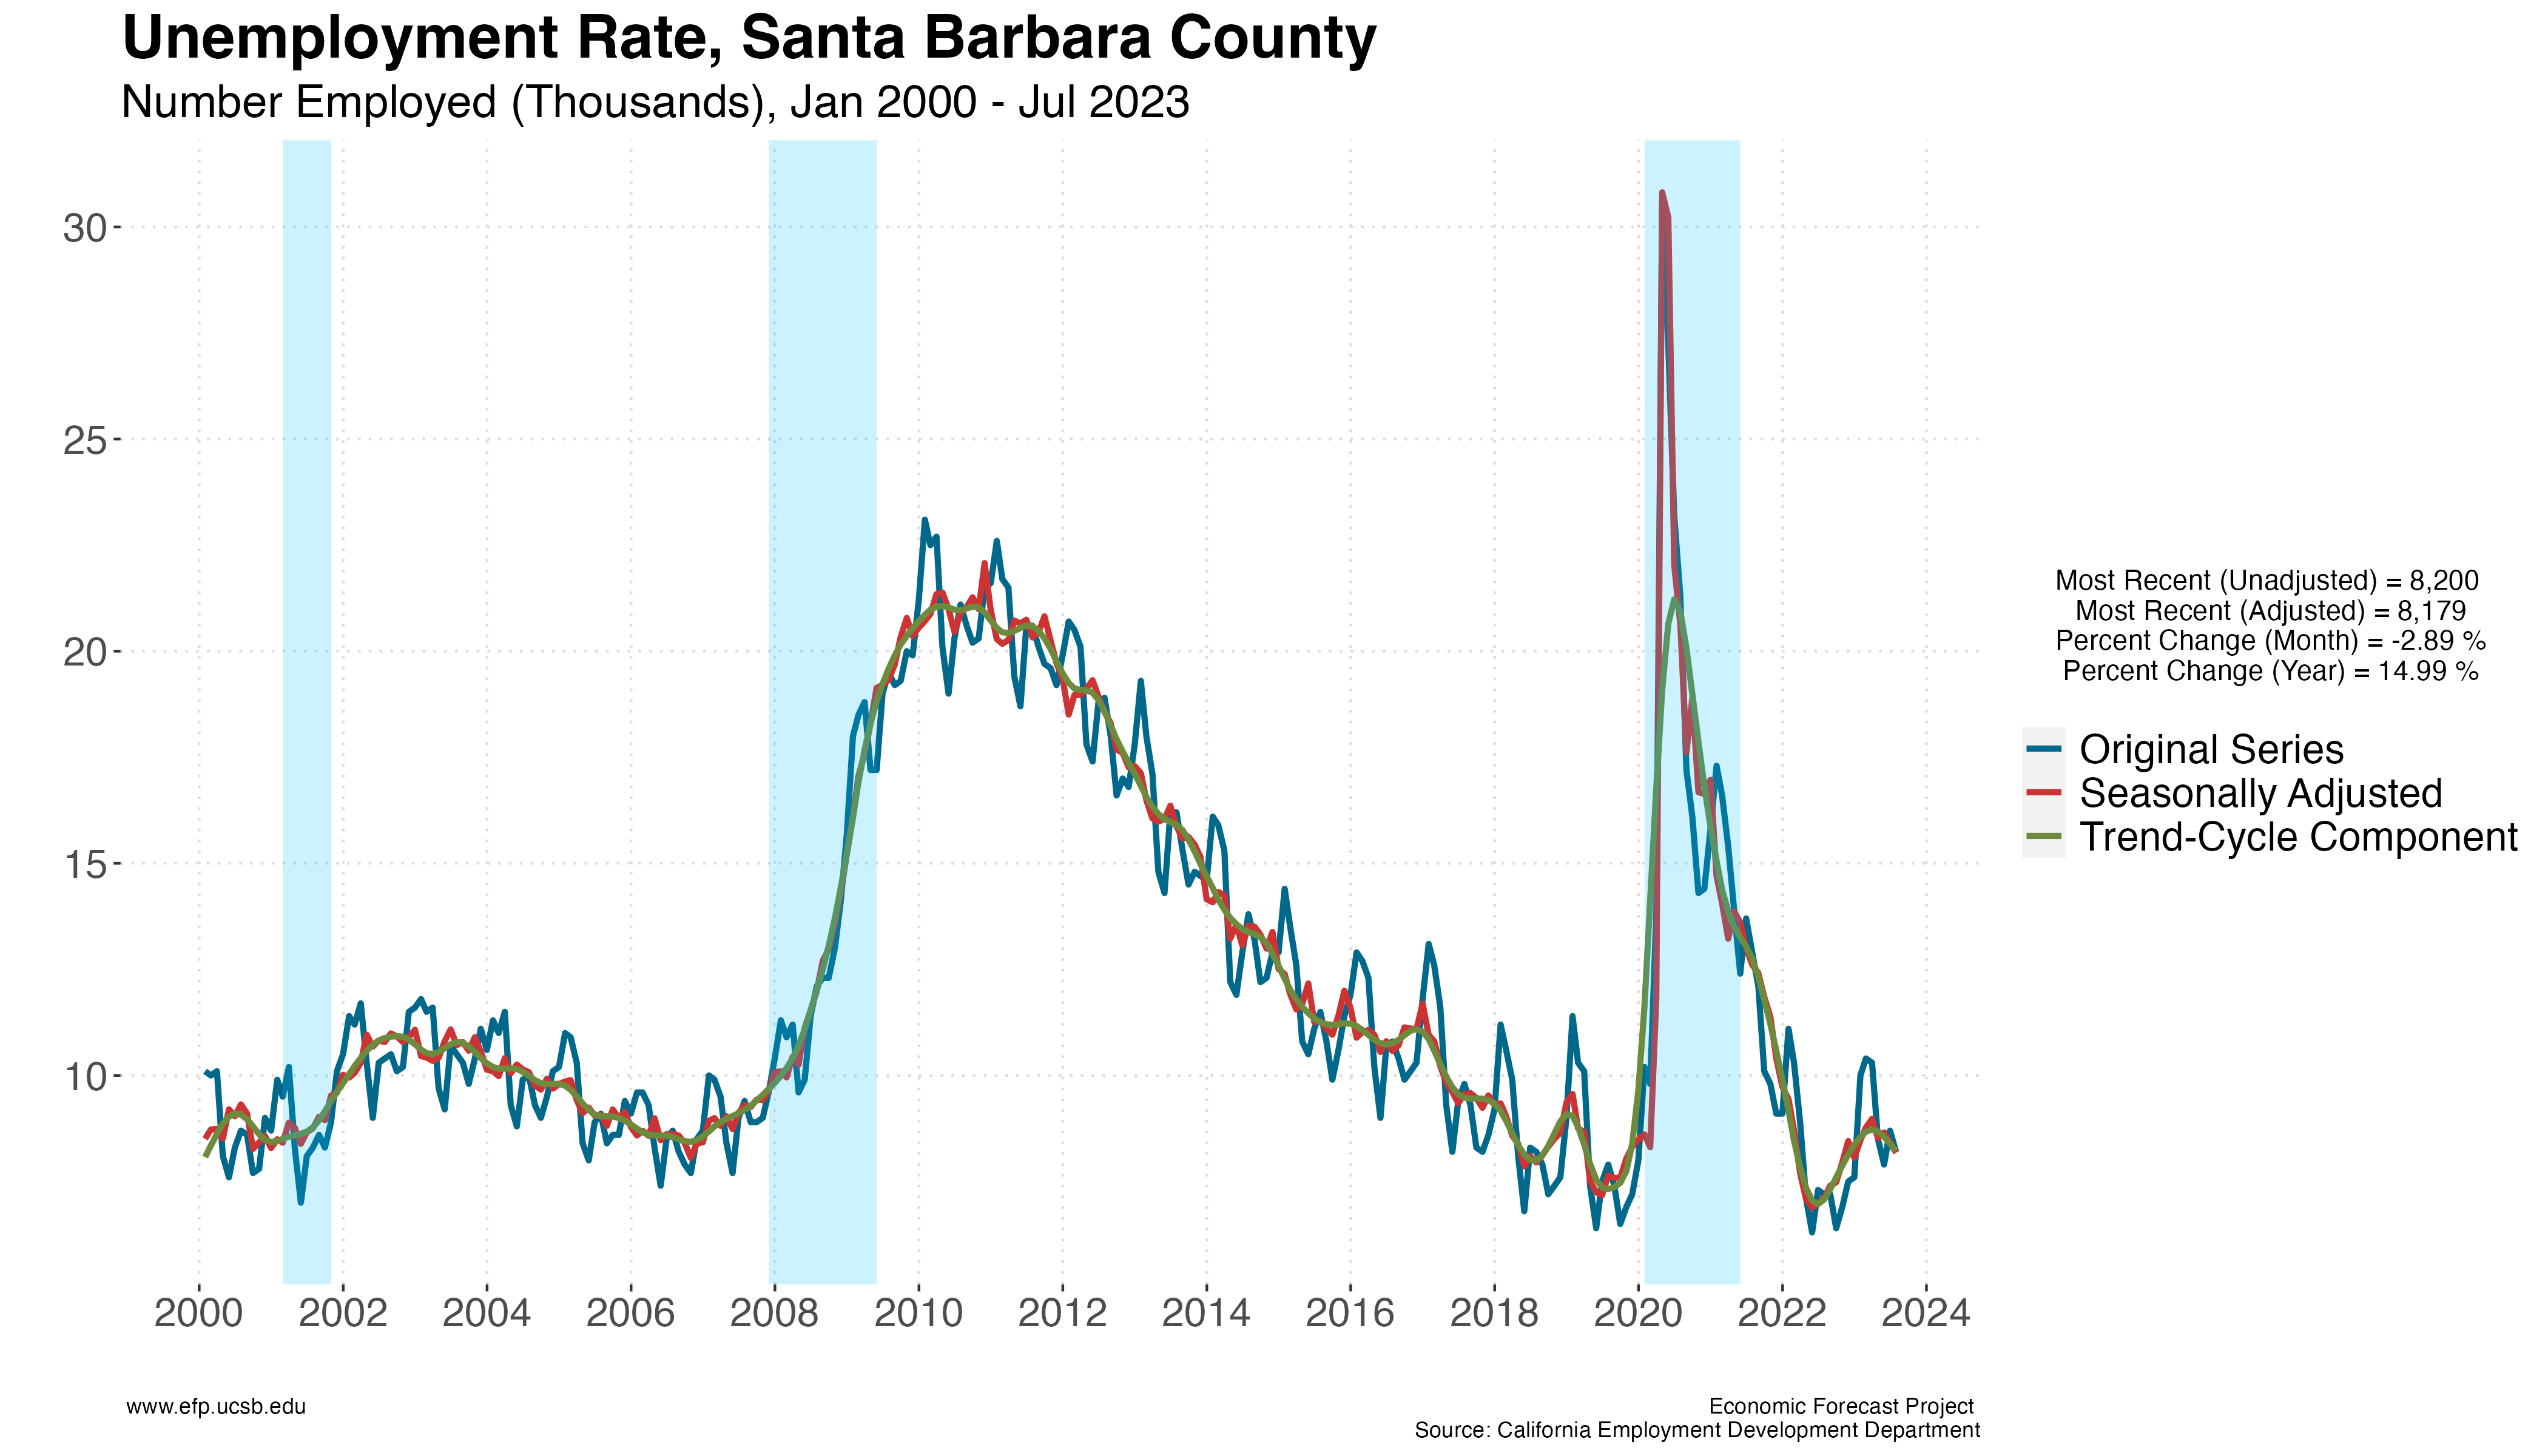 Unemployment Rate, Santa Barbara County
Number Employed (Thousands), Jan 2000 - Jul 2023
30
25
20
15
10
2000 2002 2004 2006 2008 2010 2012 2014 2016 2018 2020 2022 2024
Most Recent (Unadjusted) = 8,200
Most Recent (Adjusted) = 8,179
Percent Change (Month) = -2.89 %
Percent Change (Year) = 14.99 %
Original Series
Seasonally Adjusted
Trend-Cycle Component
www.efp.ucsb.edu
Economic Forecast Project
Source: California Employment Development Department